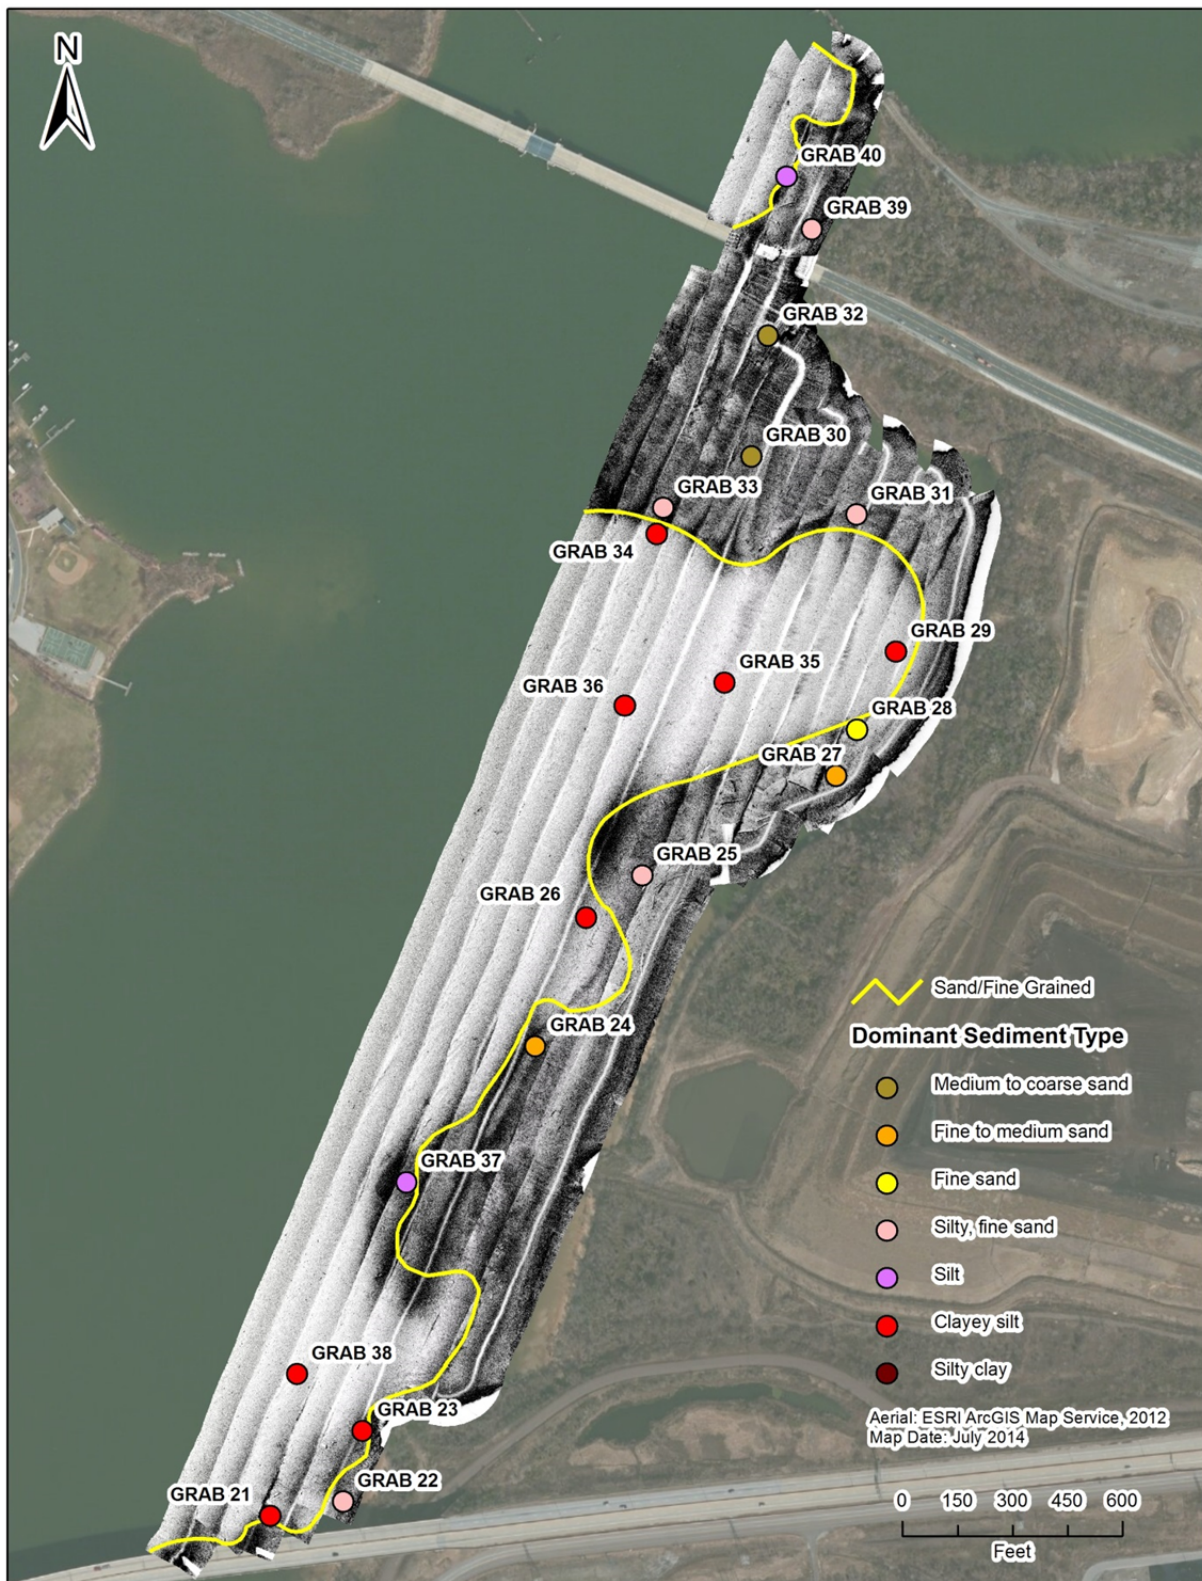 N
GRAB 40
GRAB 39
GRAB 32
GRAB 30
GRAB 33
GRAB 31
GRAB 34
GRAB 29
GRAB 35
GRAB 36
GRAB 28
GRAB 27
GRAB 25
GRAB 26
GRAB 24
GRAB 37
GRAB 38
GRAB 23
GRAB 22
GRAB 21
Sand/Fine Grained
Dominant Sediment Type
Medium to coarse sand
Fine to medium sand
Fine sand
Silty, fine sand
Silt
Clayey silt
Silty clay
Aerial: ESRI ArcGIS Map Service, 2012
Map Date: July 2014
0 150 300 450 600
Feet